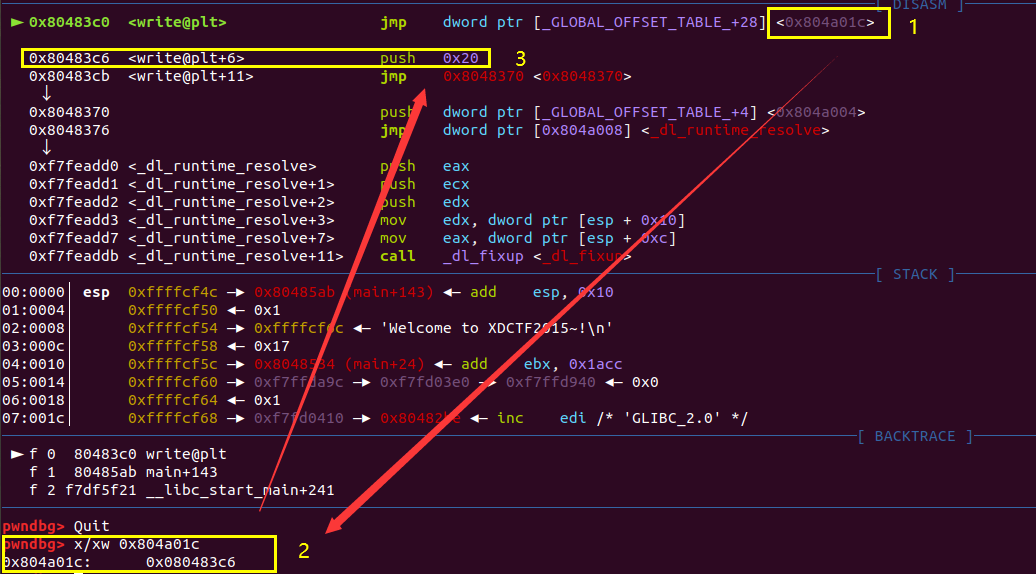 [ DISASM ]
► 0x80483c0 <write@plt> jmp dword ptr [_GLOBAL_OFFSET_TABLE_+28] <0x804a01c> 1
0x80483c6 <write@plt+6> push 0x20 3
0x80483cb <write@plt+11> jmp 0x8048370 <0x8048370>
↓
0x8048370 push dword ptr [_GLOBAL_OFFSET_TABLE_+4] <0x804a004>
0x8048376 jmp dword ptr [0x804a008] <_dl_runtime_resolve>
↓
0xf7feadd0 <_dl_runtime_resolve> push eax
0xf7feadd1 <_dl_runtime_resolve+1> push ecx
0xf7feadd2 <_dl_runtime_resolve+2> push edx
0xf7feadd3 <_dl_runtime_resolve+3> mov edx, dword ptr [esp + 0x10]
0xf7feadd7 <_dl_runtime_resolve+7> mov eax, dword ptr [esp + 0xc]
0xf7feaddb <_dl_runtime_resolve+11> call _dl_fixup <_dl_fixup>
[ STACK ]
00:0000│ esp 0xffffcf4c —▸ 0x80485ab (main+143) ◂— add esp, 0x10
01:0004│ 0xffffcf50 ◂— 0x1
02:0008│ 0xffffcf54 —▸ 0xffffcf6c ◂— 'Welcome to XDCTF2015~!\n'
03:000c│ 0xffffcf58 ◂— 0x17
04:0010│ 0xffffcf5c —▸ 0x8048534 (main+24) ◂— add ebx, 0x1acc
05:0014│ 0xffffcf60 —▸ 0xf7ffda9c —▸ 0xf7fd03e0 —▸ 0xf7ffd940 ◂— 0x0
06:0018│ 0xffffcf64 ◂— 0x1
07:001c│ 0xffffcf68 —▸ 0xf7fd0410 —▸ 0x80482be ◂— inc edi /* 'GLIBC_2.0' */
[ BACKTRACE ]
► f 0 80483c0 write@plt
f 1 80485ab main+143
f 2 f7df5f21 __libc_start_main+241
pwndbg> Quit
pwndbg> x/xw 0x804a01c 2
0x804a01c: 0x080483c6